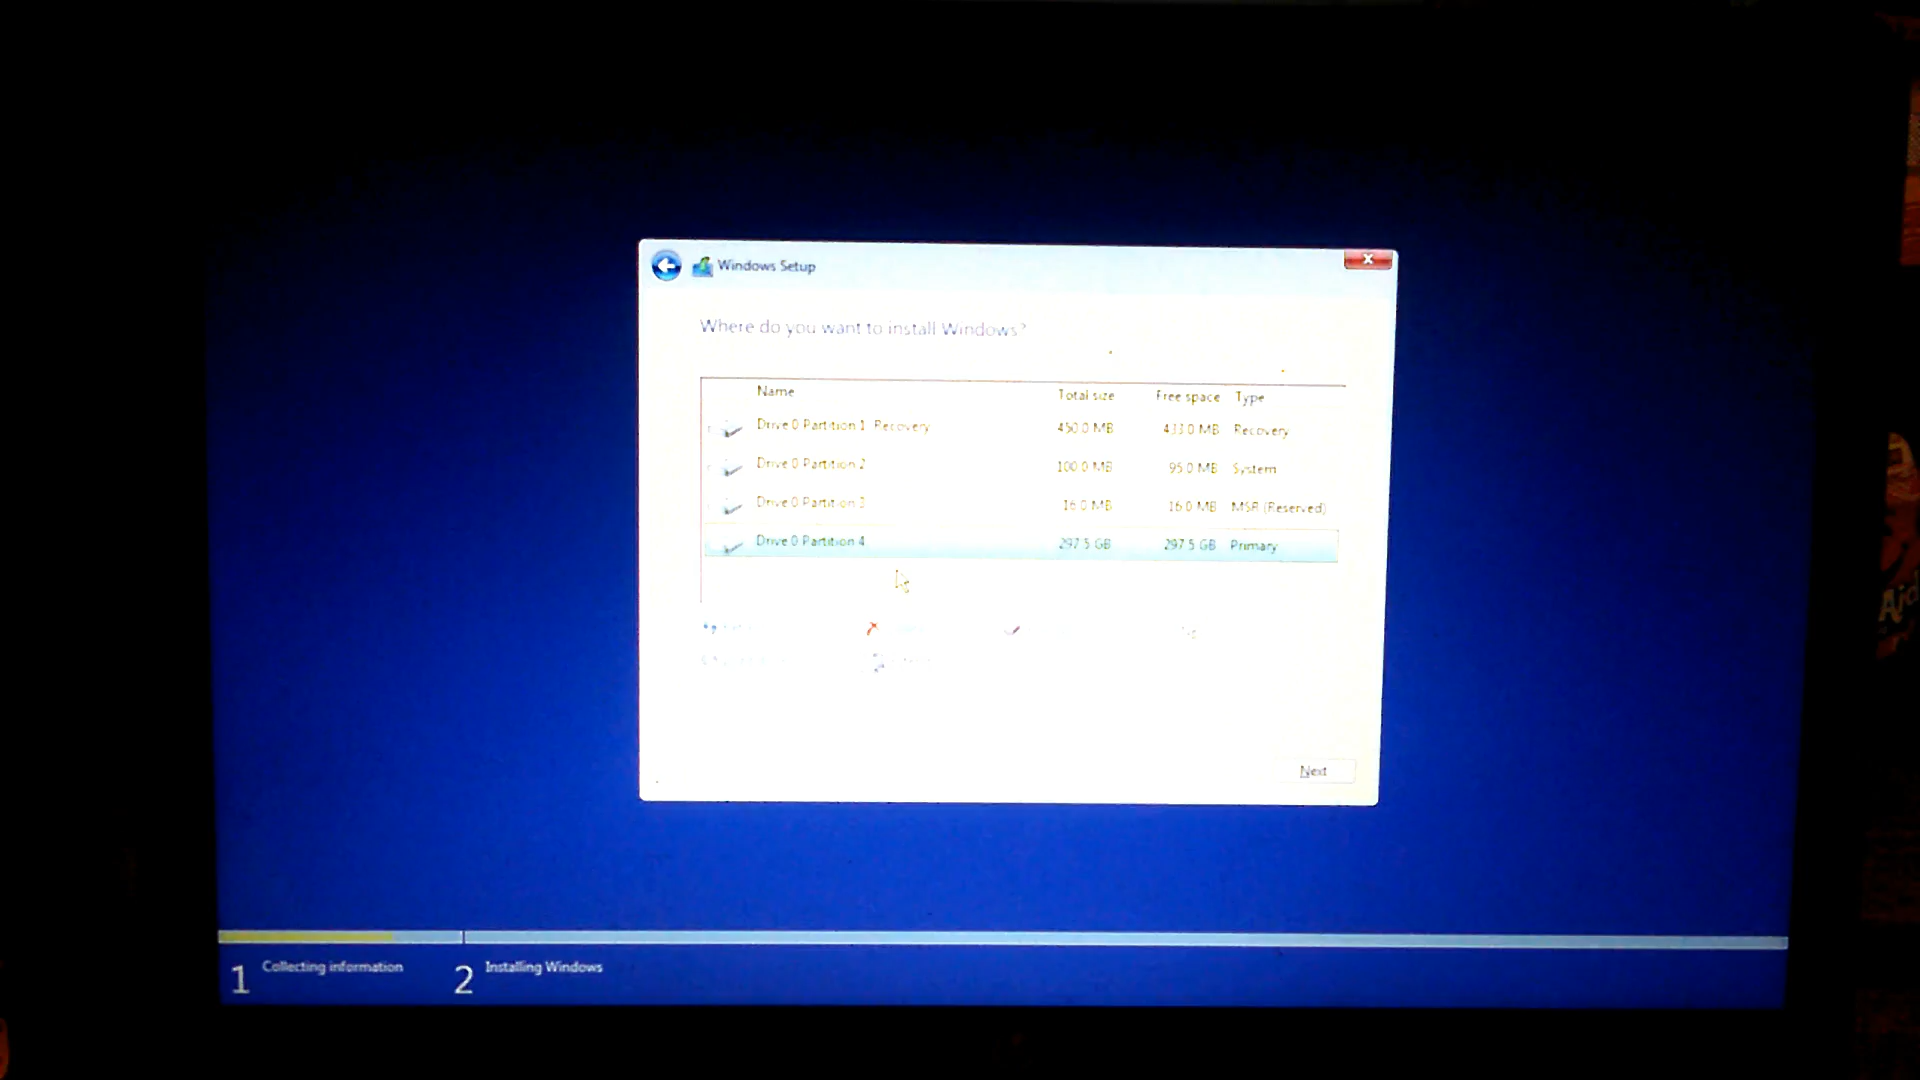 Windows Setup
Where do you want to install Windows?
Name Total size Free space Type
Drive 0 Partition 1 Recovery 450.0 MB 433.0 MB Recovery
Drive 0 Partition 2 100.0 MB 95.0 MB System
Drive 0 Partition 3 16.0 MB 16.0 MB MSR (Reserved)
Drive 0 Partition 4 297.5 GB 297.5 GB Primary
Next
1 Collecting information 2 Installing Windows